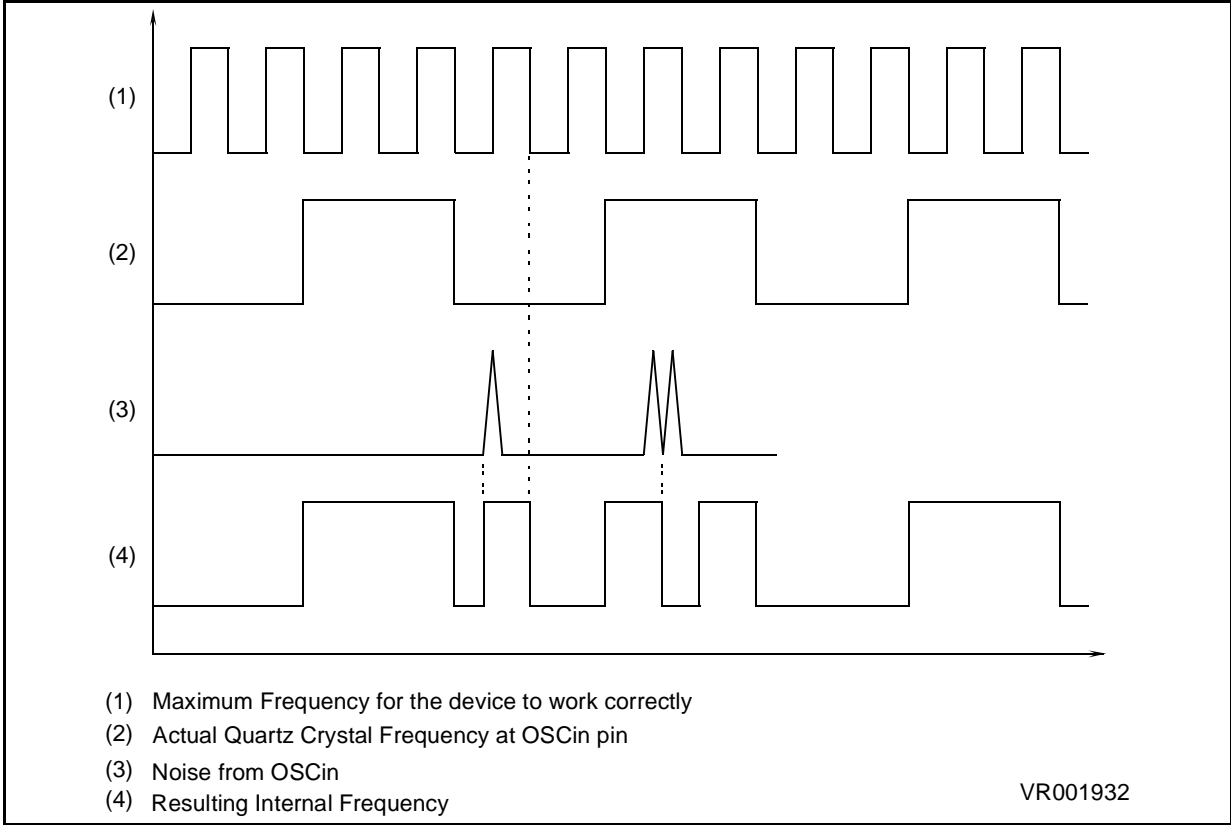 (1)
(2)
(3)
(4)
(1) Maximum Frequency for the device to work correctly
(2) Actual Quartz Crystal Frequency at OSCin pin
(3) Noise from OSCin
(4) Resulting Internal Frequency
VR001932